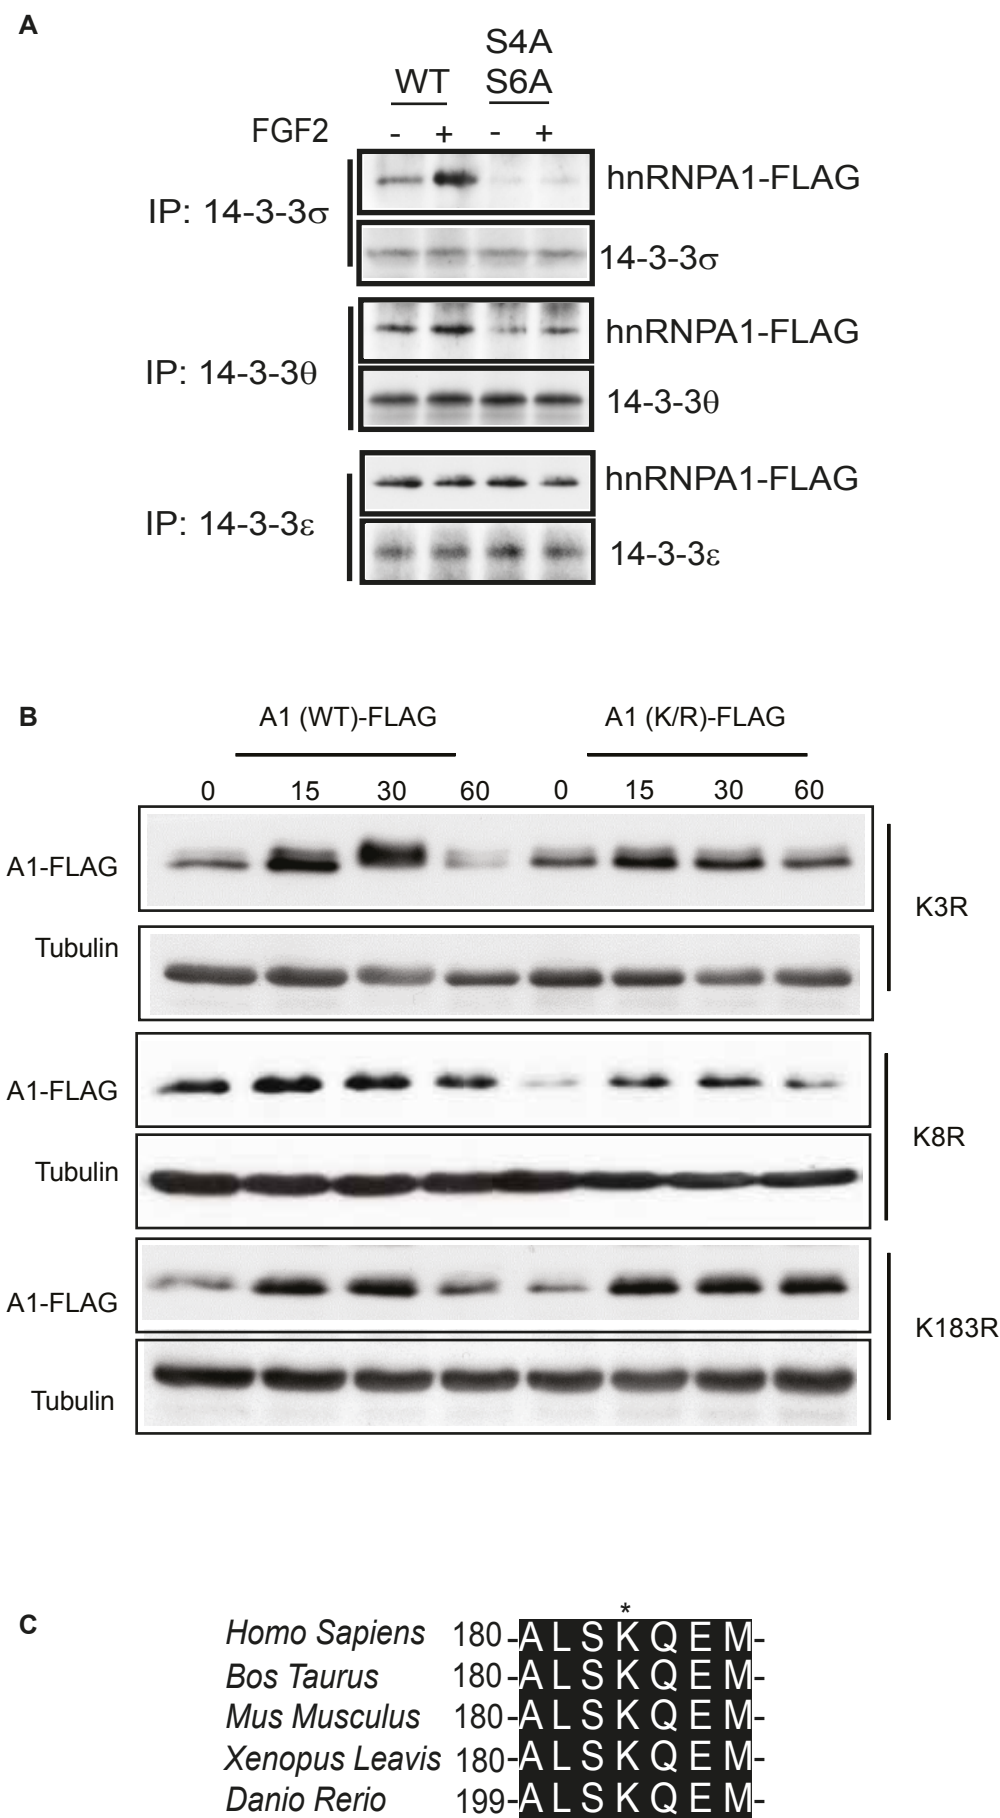 A
S4A
WT S6A
FGF2 - + - +
hnRNPA1-FLAG
IP: 14-3-3σ
14-3-3σ
hnRNPA1-FLAG
IP: 14-3-3θ
14-3-3θ
hnRNPA1-FLAG
IP: 14-3-3ε
14-3-3ε
B
A1 (WT)-FLAG A1 (K/R)-FLAG
0 15 30 60 0 15 30 60
A1-FLAG
K3R
Tubulin
A1-FLAG
K8R
Tubulin
A1-FLAG
K183R
Tubulin
C
*
Homo Sapiens 180-ALSKQEM-
Bos Taurus 180-ALSKQEM-
Mus Musculus 180-ALSKQEM-
Xenopus Leavis 180-ALSKQEM-
Danio Rerio 199-ALSKQEM-